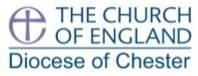 THE CHURCH
OF ENGLAND
Diocese of Chester